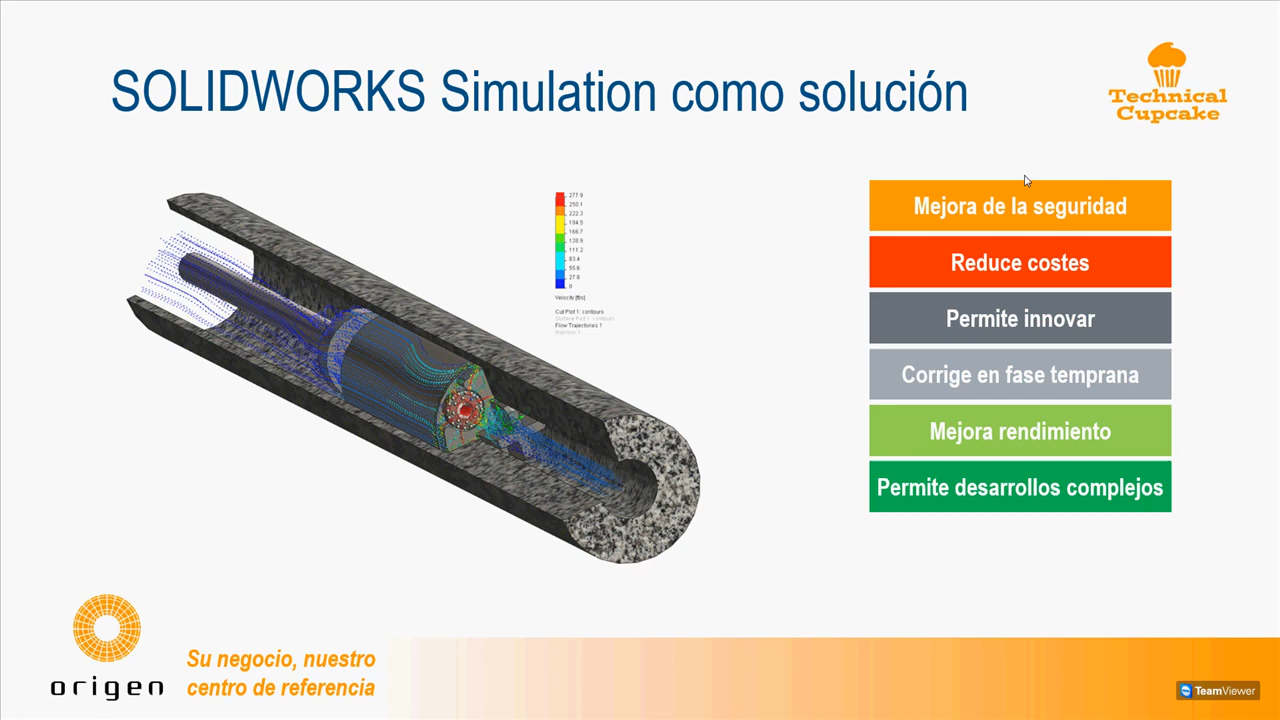 SOLIDWORKS Simulation como solución
Technical
Cupcake
277.9
250.1
222.3
194.5
166.7
138.9
111.2
83.4
55.6
27.8
0
Velocity [ft/s]
Cut Plot 1: contours
Flow Trajectories 1
Mejora de la seguridad
Reduce costes
Permite innovar
Corrige en fase temprana
Mejora rendimiento
Permite desarrollos complejos
origen
Su negocio, nuestro
centro de referencia
TeamViewer